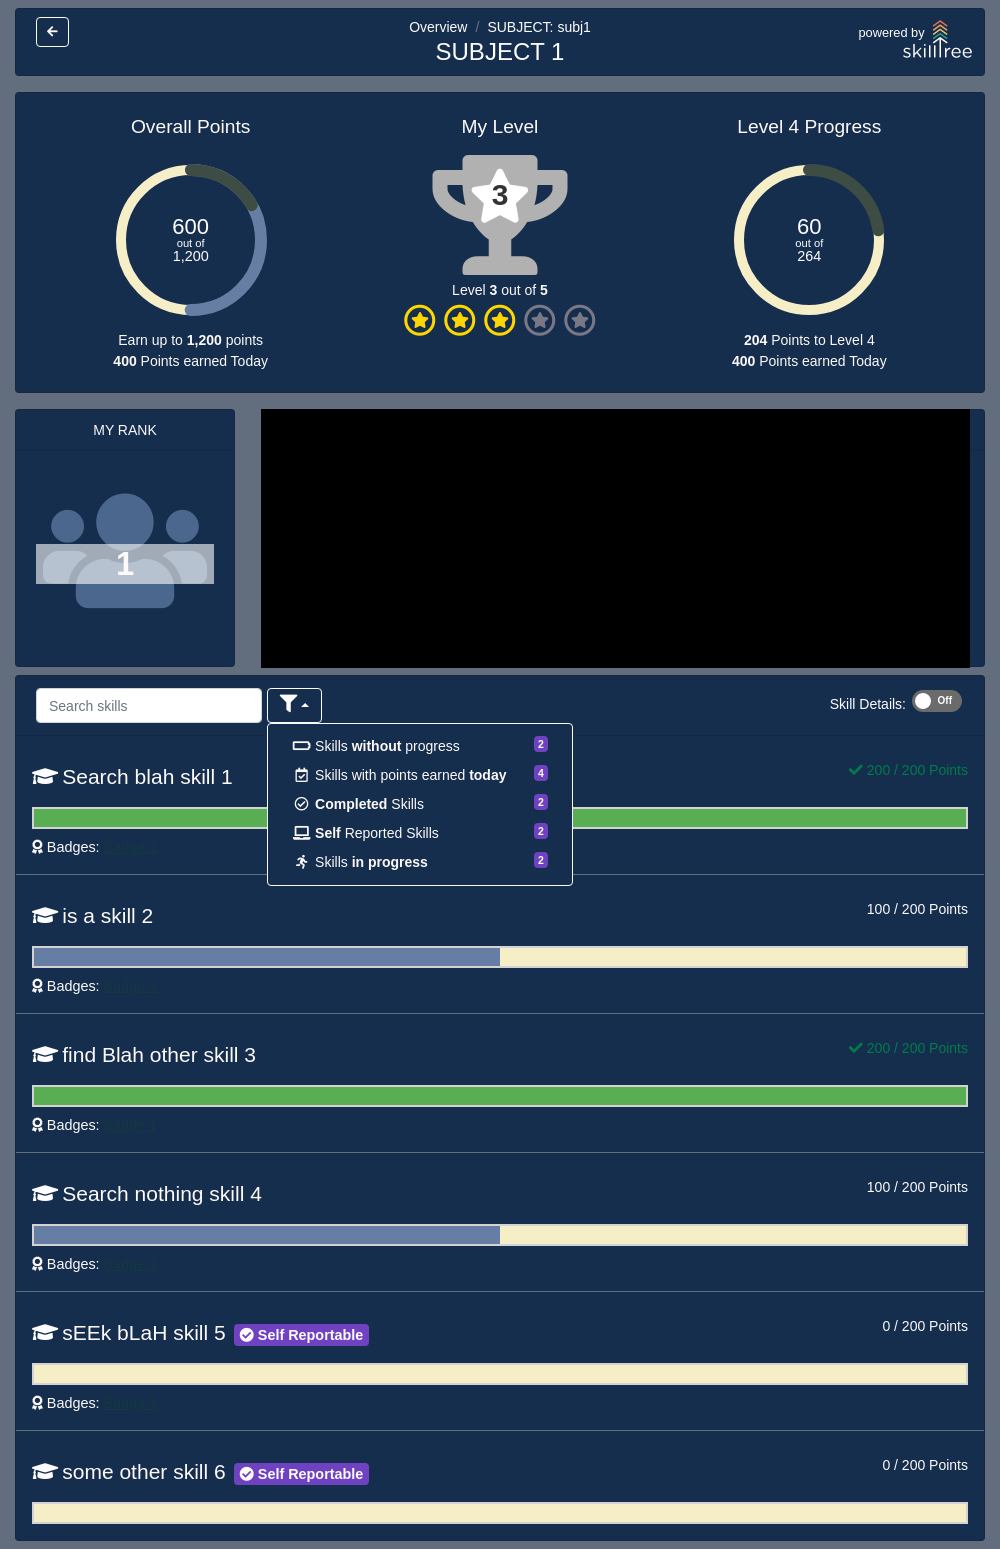 Overview / SUBJECT: subj1
SUBJECT 1
powered by
skilltree
Overall Points
600
out of
1,200
Earn up to 1,200 points
400 Points earned Today
My Level
3
Level 3 out of 5
Level 4 Progress
60
out of
264
204 Points to Level 4
400 Points earned Today
MY RANK
1
Search skills
Skill Details: Off
Skills without progress 2
Skills with points earned today 4
Completed Skills 2
Self Reported Skills 2
Skills in progress 2
Search blah skill 1
200 / 200 Points
Badges:
is a skill 2
100 / 200 Points
Badges:
find Blah other skill 3
200 / 200 Points
Badges:
Search nothing skill 4
100 / 200 Points
Badges:
sEEk bLaH skill 5 Self Reportable
0 / 200 Points
Badges:
some other skill 6 Self Reportable
0 / 200 Points